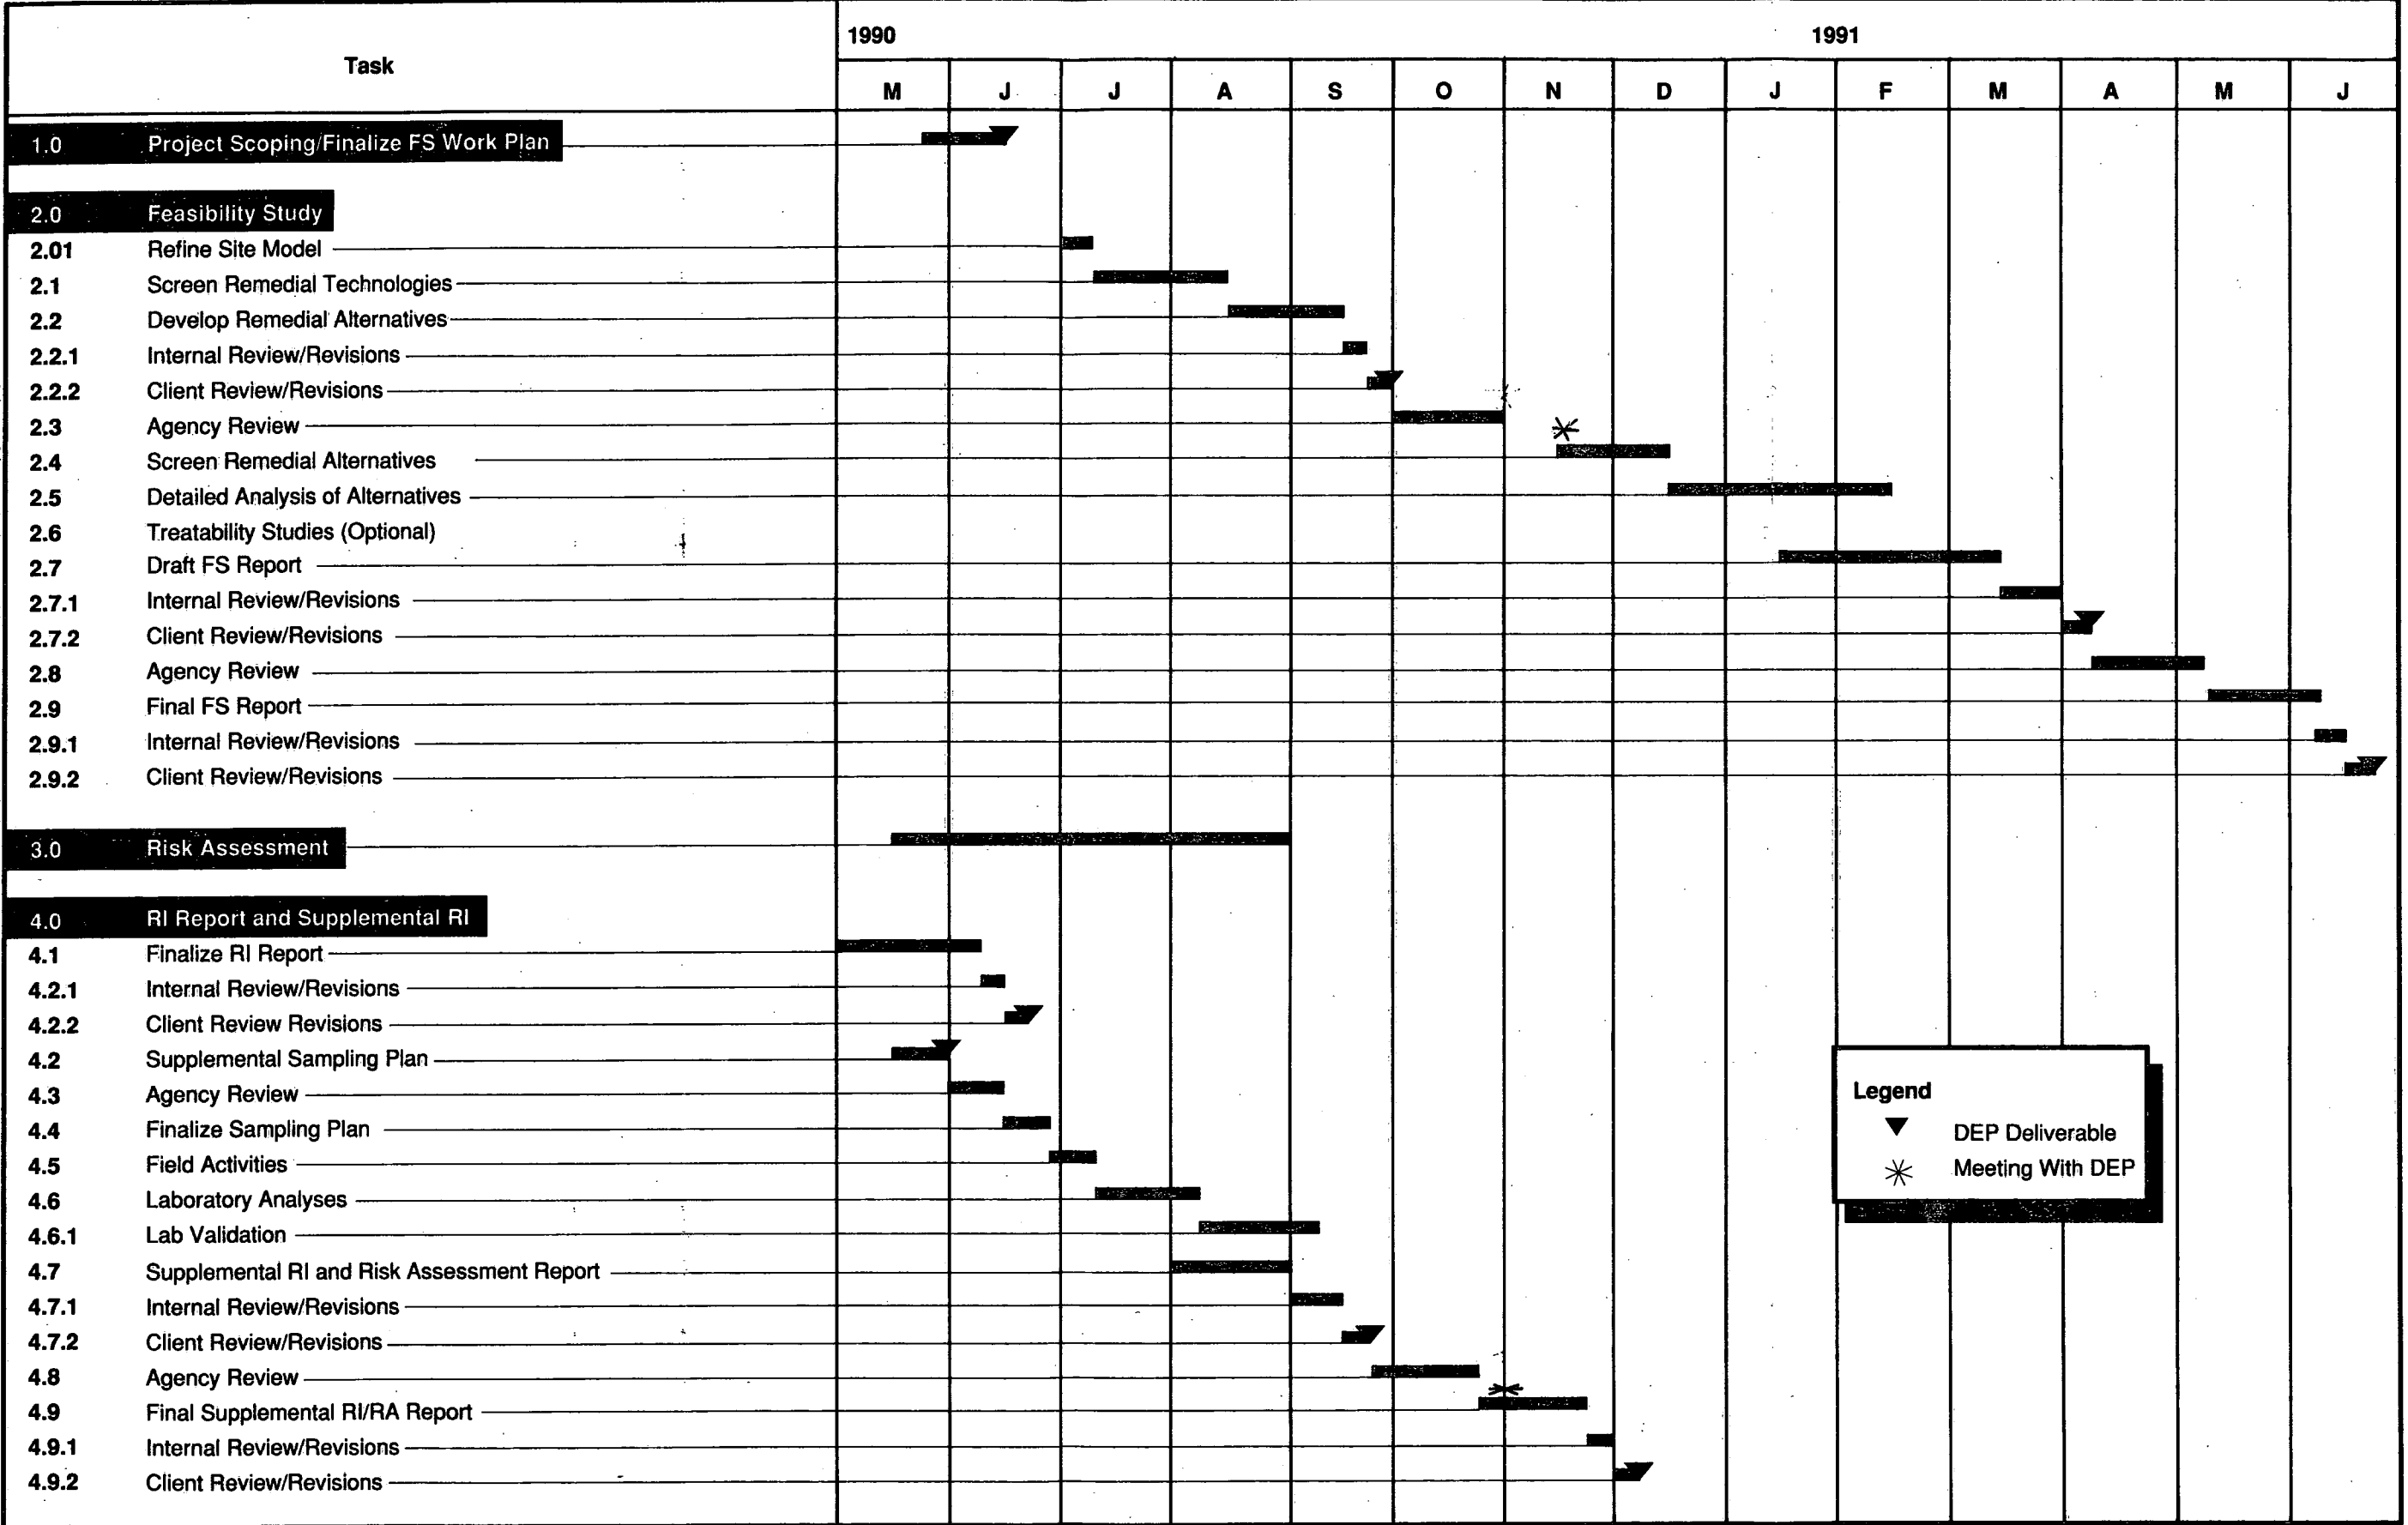 1990 1991
Task
M J J A S O N D J F M A M J
1.0 Project Scoping/Finalize FS Work Plan
2.0 Feasibility Study
2.01 Refine Site Model
2.1 Screen Remedial Technologies
2.2 Develop Remedial Alternatives
2.2.1 Internal Review/Revisions
2.2.2 Client Review/Revisions
2.3 Agency Review
2.4 Screen Remedial Alternatives
2.5 Detailed Analysis of Alternatives
2.6 Treatability Studies (Optional)
2.7 Draft FS Report
2.7.1 Internal Review/Revisions
2.7.2 Client Review/Revisions
2.8 Agency Review
2.9 Final FS Report
2.9.1 Internal Review/Revisions
2.9.2 Client Review/Revisions
3.0 Risk Assessment
4.0 RI Report and Supplemental RI
4.1 Finalize RI Report
4.2.1 Internal Review/Revisions
4.2.2 Client Review Revisions
4.2 Supplemental Sampling Plan
4.3 Agency Review
4.4 Finalize Sampling Plan
4.5 Field Activities
4.6 Laboratory Analyses
4.6.1 Lab Validation
4.7 Supplemental RI and Risk Assessment Report
4.7.1 Internal Review/Revisions
4.7.2 Client Review/Revisions
4.8 Agency Review
4.9 Final Supplemental RI/RA Report
4.9.1 Internal Review/Revisions
4.9.2 Client Review/Revisions
Legend
DEP Deliverable
Meeting With DEP